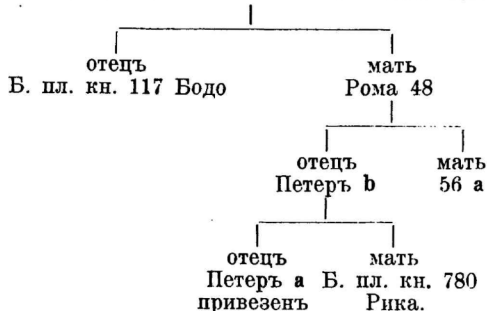 отецъ мать
Б. пл. кн. 117 Бодо Рома 48
отецъ мать
Петеръ b 56 a
отецъ мать
Петеръ a Б. пл. кн. 780
привезенъ Рика.